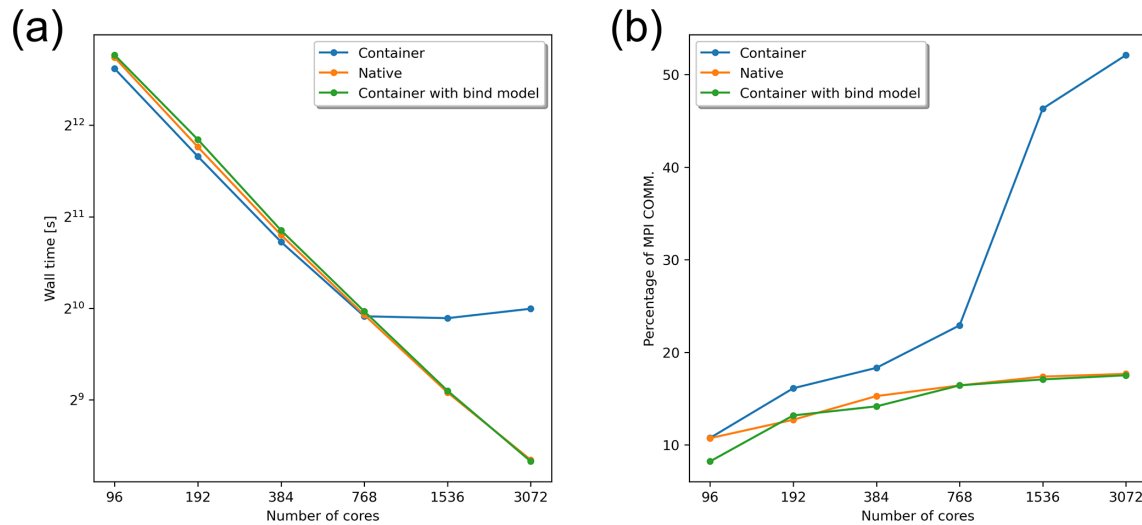 (a)
Container
Native
Container with bind model
Wall time [s]
2^12
2^11
2^10
2^9
96 192 384 768 1536 3072
Number of cores
(b)
Container
Native
Container with bind model
Percentage of MPI COMM.
50
40
30
20
10
96 192 384 768 1536 3072
Number of cores